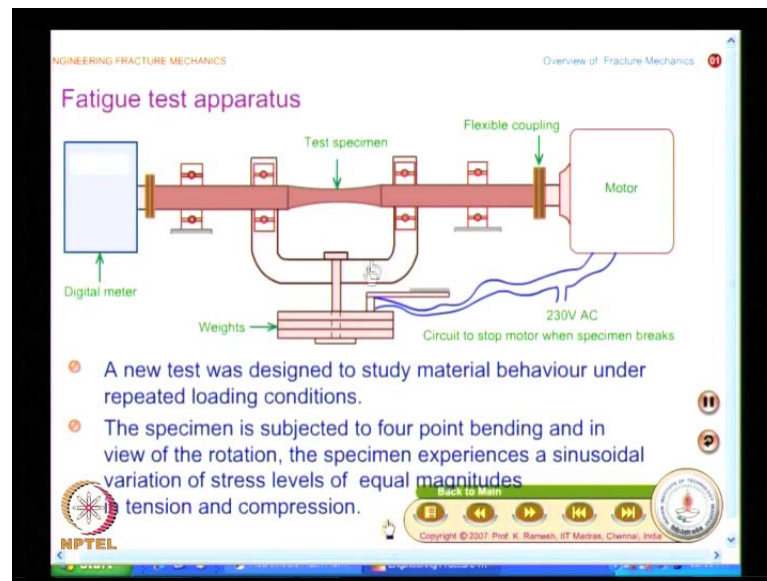 NGINEERING FRACTURE MECHANICS
Overview of Fracture Mechanics 01
Fatigue test apparatus
Flexible coupling
Test specimen
Motor
Digital meter
230V AC
Weights
Circuit to stop motor when specimen breaks
A new test was designed to study material behaviour under
repeated loading conditions.
The specimen is subjected to four point bending and in
view of the rotation, the specimen experiences a sinusoidal
variation of stress levels of equal magnitudes
tension and compression.
Back to Main
Copyright © 2007 Prof. K. Ramesh, IIT Madras, Chennai, India
NPTEL